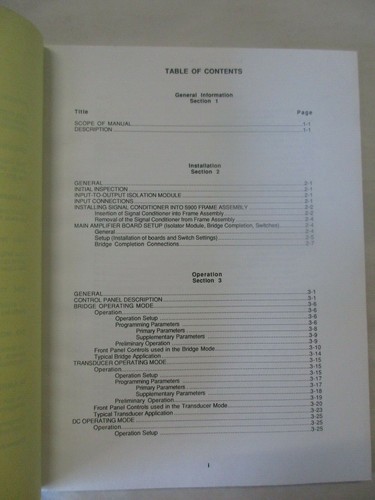 TABLE OF CONTENTS
General Information
Section 1
Title Page
SCOPE OF MANUAL 1-1
DESCRIPTION 1-1
Installation
Section 2
GENERAL 2-1
INITIAL INSPECTION 2-1
INPUT-TO-OUTPUT ISOLATION MODULE 2-1
INPUT CONNECTIONS 2-1
INSTALLING SIGNAL CONDITIONER INTO 5900 FRAME ASSEMBLY 2-2
Insertion of Signal Conditioner into Frame Assembly 2-2
Removal of the Signal Conditioner from Frame Assembly 2-4
MAIN AMPLIFIER BOARD SETUP (Isolator Module, Bridge Completion, Switches) 2-4
General 2-4
Setup (Installation of boards and Switch Settings) 2-5
Bridge Completion Connections 2-7
Operation
Section 3
GENERAL 3-1
CONTROL PANEL DESCRIPTION 3-1
BRIDGE OPERATING MODE 3-6
Operation 3-6
Operation Setup 3-6
Programming Parameters 3-8
Primary Parameters 3-8
Supplementary Parameters 3-9
Preliminary Operation 3-9
Front Panel Controls used in the Bridge Mode 3-10
Typical Bridge Application 3-14
TRANSDUCER OPERATING MODE 3-15
Operation 3-15
Operation Setup 3-15
Programming Parameters 3-17
Primary Parameters 3-17
Supplementary Parameters 3-18
Preliminary Operation 3-19
Front Panel Controls used in the Transducer Mode 3-20
Typical Transducer Application 3-23
DC OPERATING MODE 3-25
Operation 3-25
Operation Setup 3-25
i